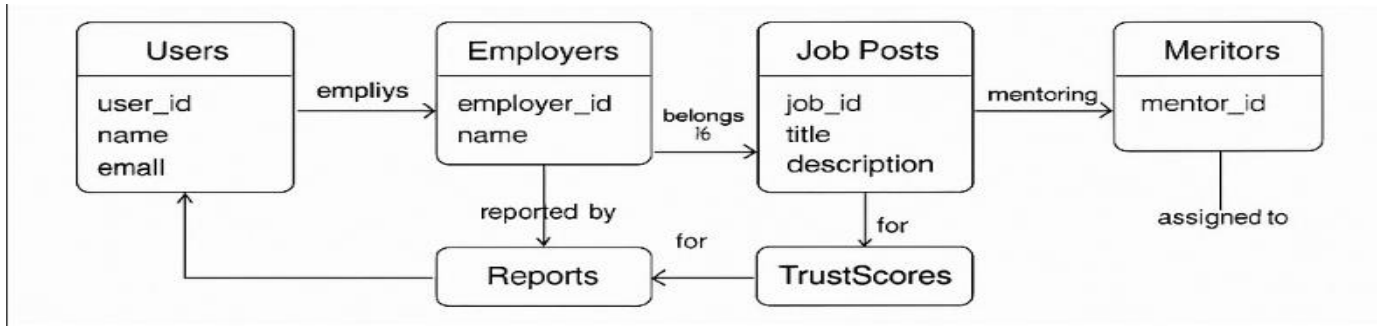 Users
user_id
name
emall
empliys
Employers
employer_id
name
belongs
16
Job Posts
job_id
title
description
mentoring
Meritors
mentor_id
assigned to
reported by
for
for
Reports
TrustScores